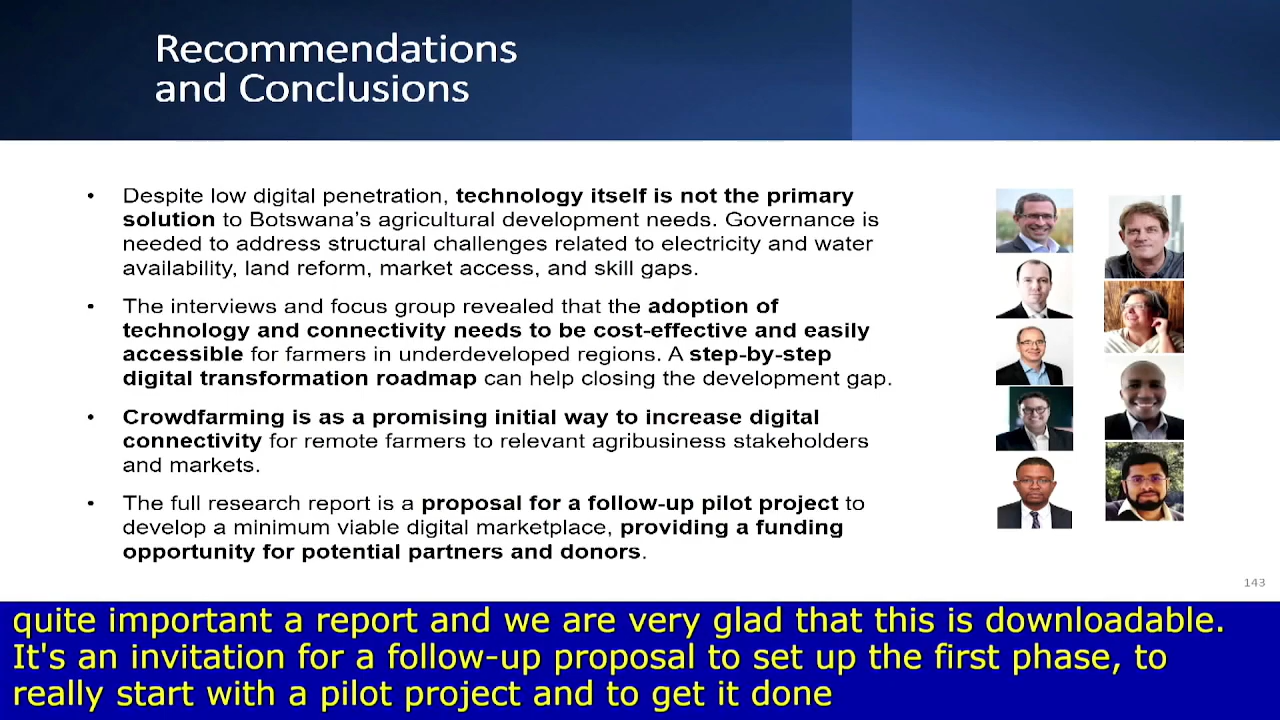 Recommendations
and Conclusions
• Despite low digital penetration, technology itself is not the primary
solution to Botswana's agricultural development needs. Governance is
needed to address structural challenges related to electricity and water
availability, land reform, market access, and skill gaps.
• The interviews and focus group revealed that the adoption of
technology and connectivity needs to be cost-effective and easily
accessible for farmers in underdeveloped regions. A step-by-step
digital transformation roadmap can help closing the development gap.
• Crowdfarming is as a promising initial way to increase digital
connectivity for remote farmers to relevant agribusiness stakeholders
and markets.
• The full research report is a proposal for a follow-up pilot project to
develop a minimum viable digital marketplace, providing a funding
opportunity for potential partners and donors.
143
quite important a report and we are very glad that this is downloadable.
It's an invitation for a follow-up proposal to set up the first phase, to
really start with a pilot project and to get it done